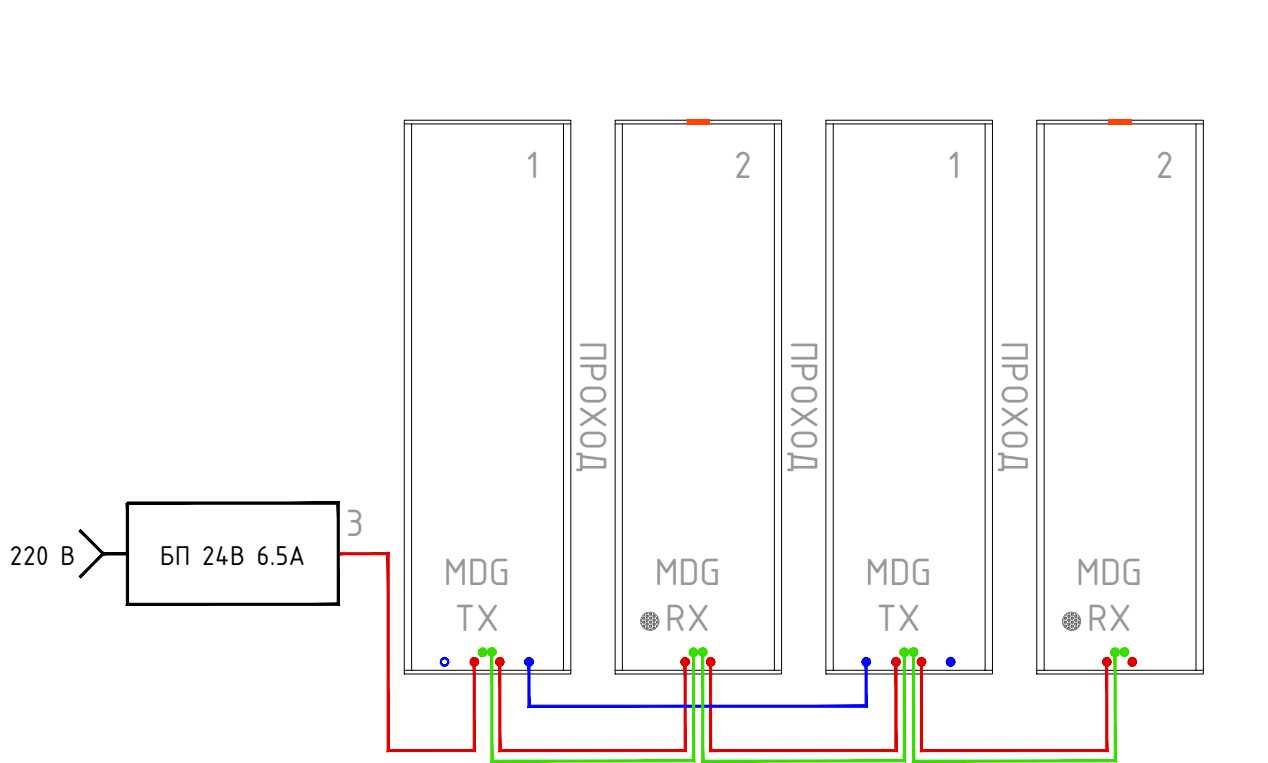 1
2
1
2
ПРОХОД
ПРОХОД
ПРОХОД
3
220 В
БП 24В 6.5А
MDG
TX
MDG
RX
MDG
TX
MDG
RX